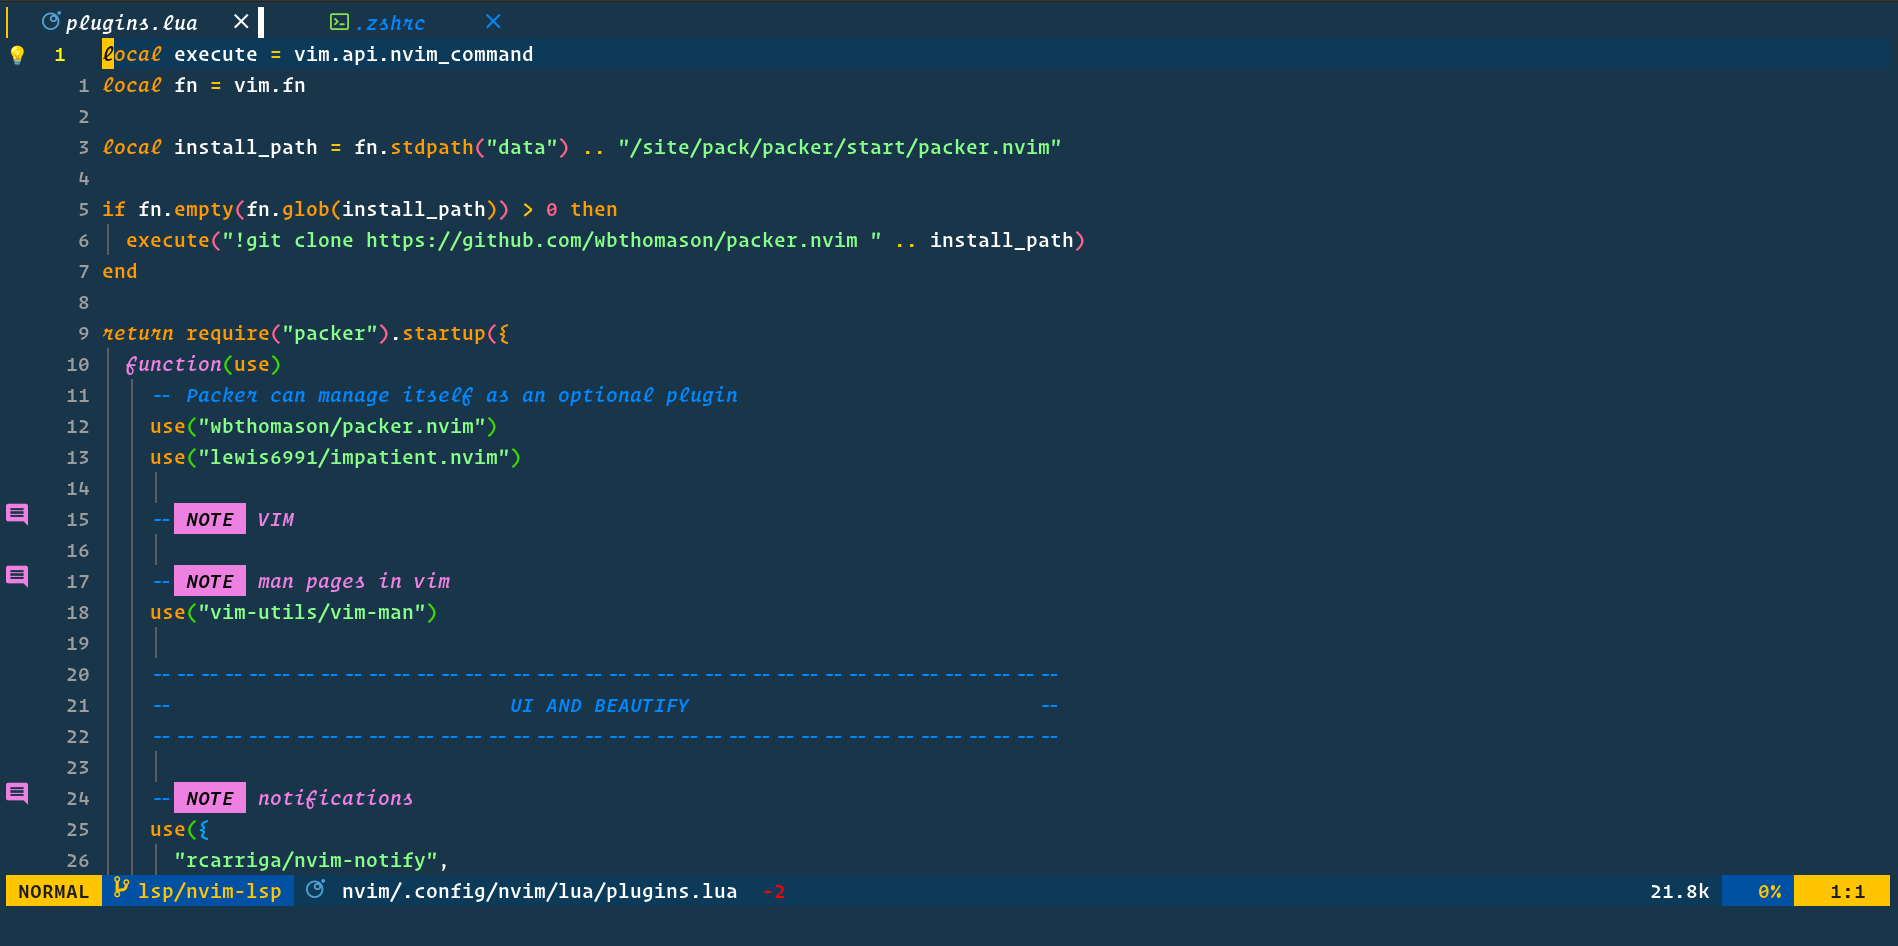 plugins.lua ✕ .zshrc ✕
1 local execute = vim.api.nvim_command
1 local fn = vim.fn
2
3 local install_path = fn.stdpath("data") .. "/site/pack/packer/start/packer.nvim"
4
5 if fn.empty(fn.glob(install_path)) > 0 then
6 execute("!git clone https://github.com/wbthomason/packer.nvim " .. install_path)
7 end
8
9 return require("packer").startup({
10 function(use)
11 -- Packer can manage itself as an optional plugin
12 use("wbthomason/packer.nvim")
13 use("lewis6991/impatient.nvim")
14
15 -- NOTE VIM
16
17 -- NOTE man pages in vim
18 use("vim-utils/vim-man")
19
20 -- -- -- -- -- -- -- -- -- -- -- -- -- -- -- -- -- -- -- -- -- -- -- -- -- -- -- -- -- -- -- -- -- -- -- -- -- --
21 -- UI AND BEAUTIFY --
22 -- -- -- -- -- -- -- -- -- -- -- -- -- -- -- -- -- -- -- -- -- -- -- -- -- -- -- -- -- -- -- -- -- -- -- -- -- --
23
24 -- NOTE notifications
25 use({
26 "rcarriga/nvim-notify",
NORMAL lsp/nvim-lsp nvim/.config/nvim/lua/plugins.lua -2 21.8k 0% 1:1